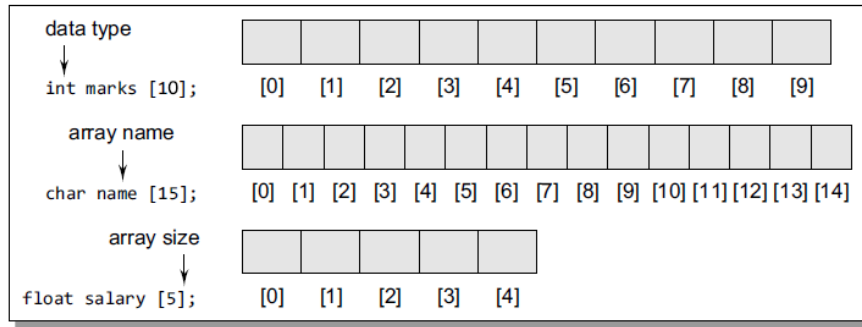 data type
int marks [10];
[0] [1] [2] [3] [4] [5] [6] [7] [8] [9]
array name
char name [15];
[0] [1] [2] [3] [4] [5] [6] [7] [8] [9] [10] [11] [12] [13] [14]
array size
float salary [5];
[0] [1] [2] [3] [4]